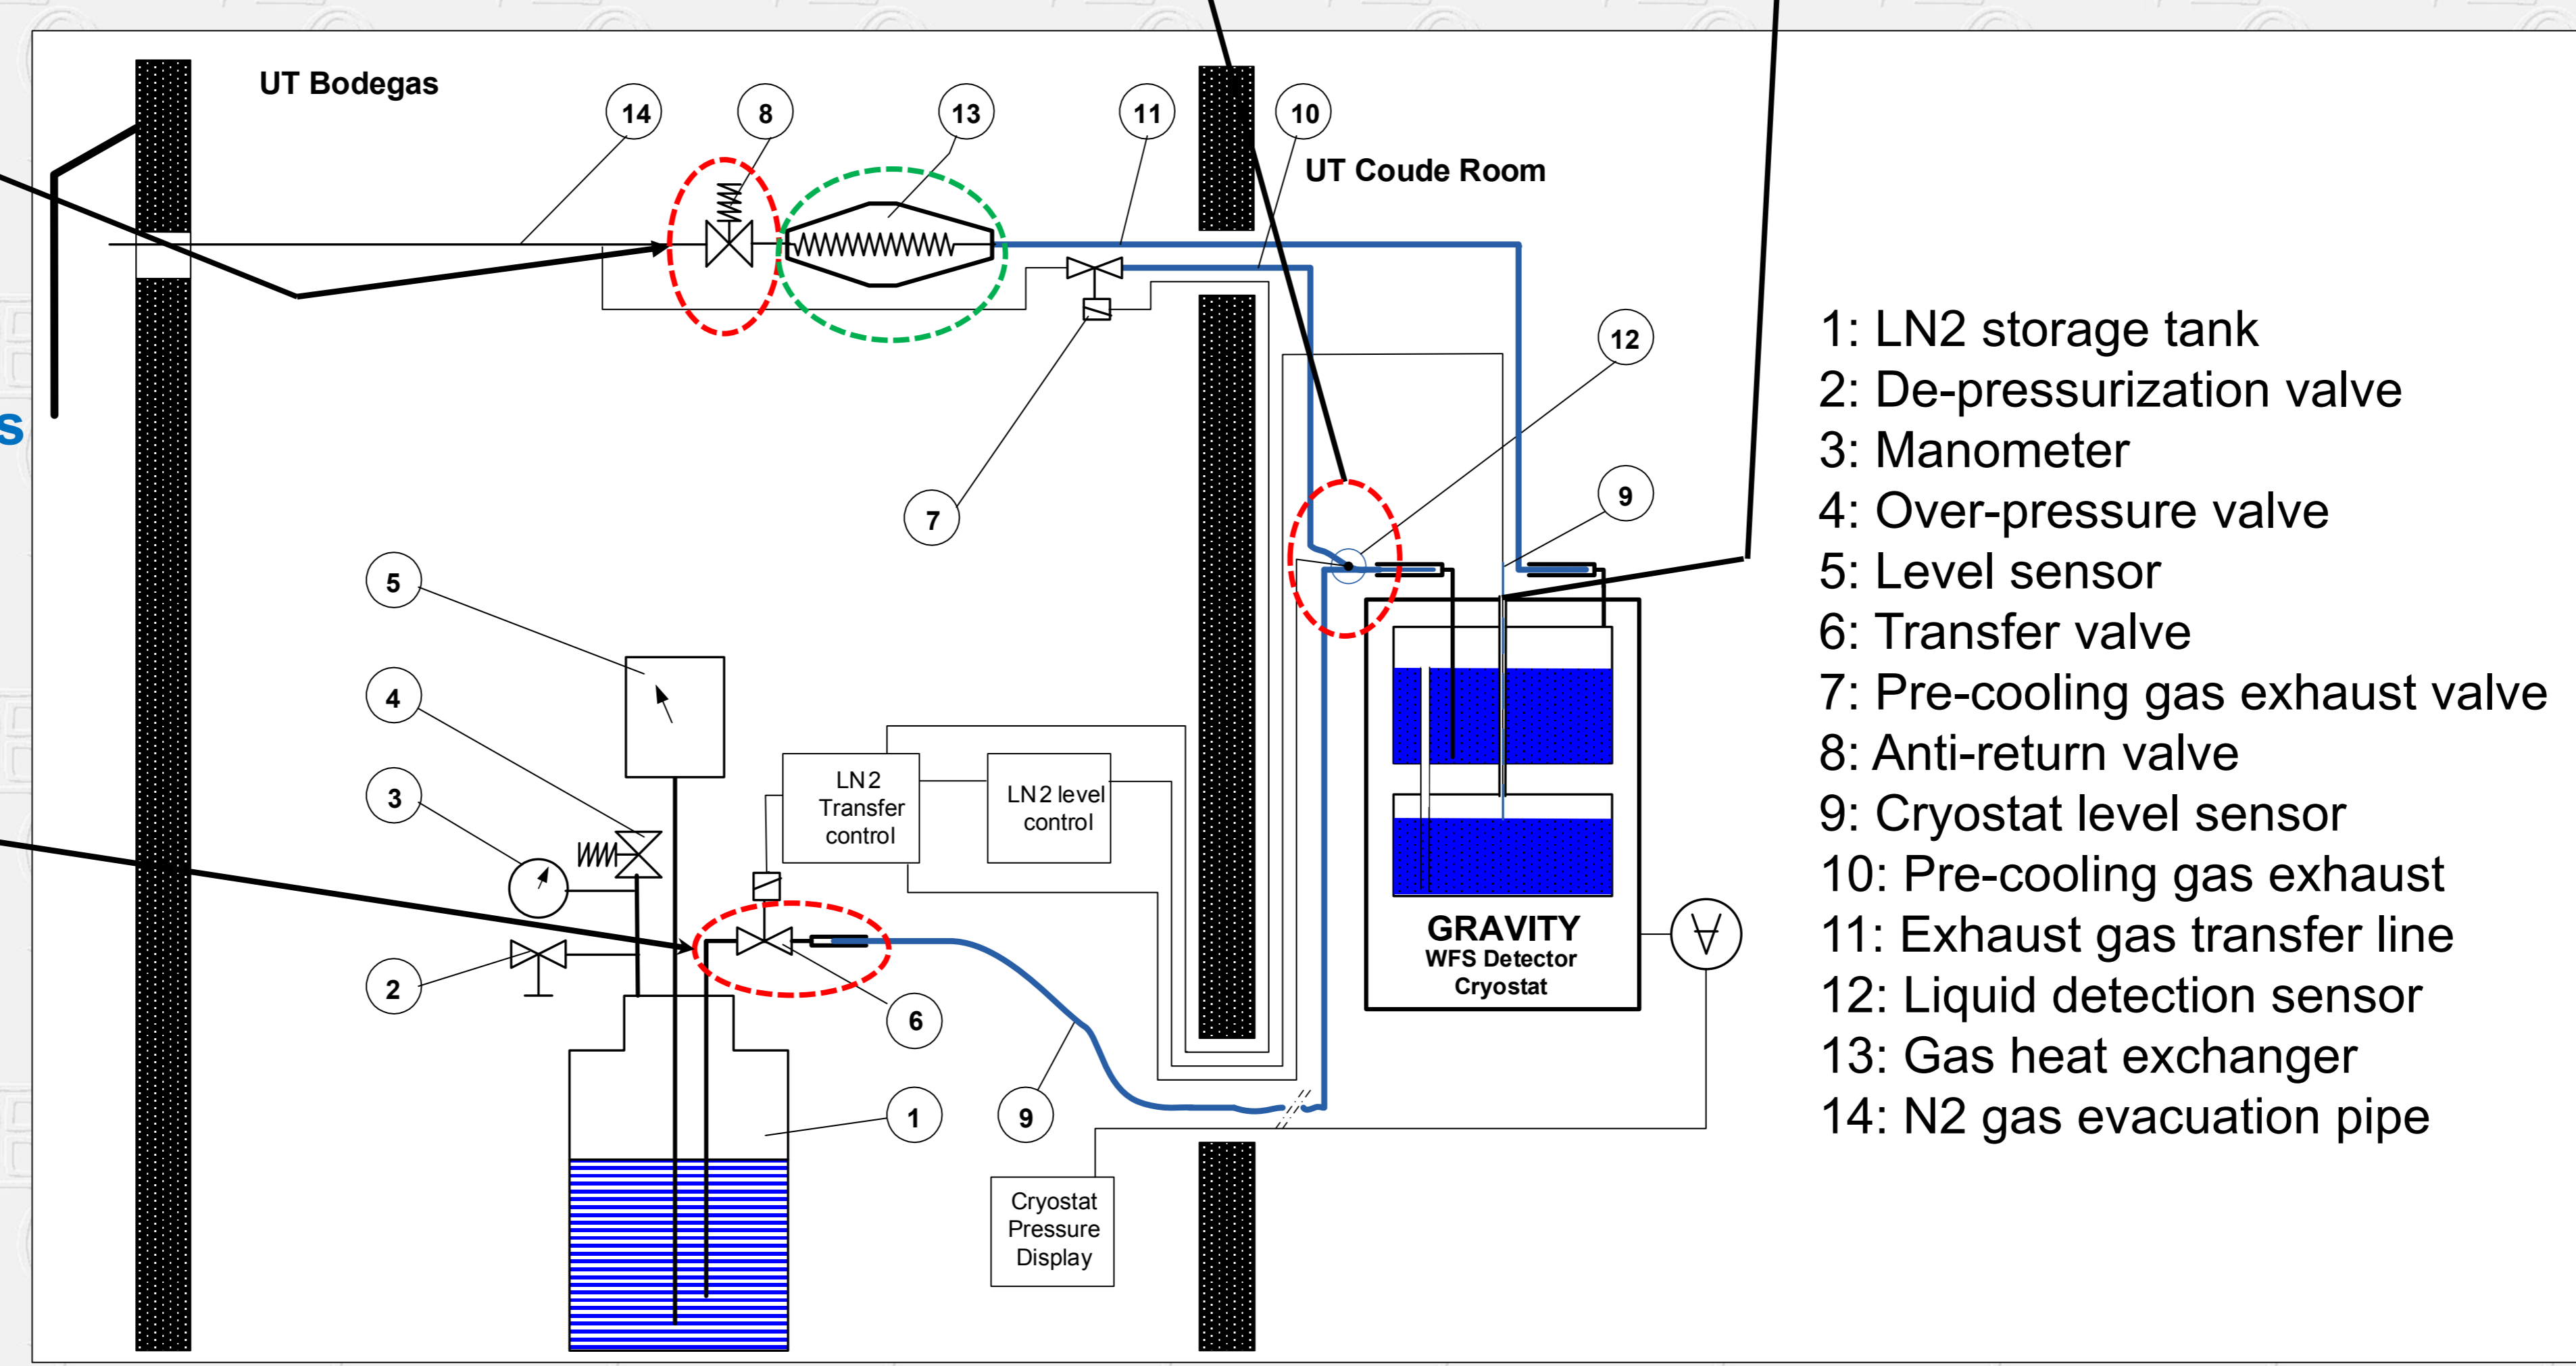 UT Bodegas
14
8
13
11
10
UT Coude Room
12
9
7
5
4
3
2
6
1
9
s
LN2
Transfer
control
LN2 level
control
GRAVITY
WFS Detector
Cryostat
Cryostat
Pressure
Display
1: LN2 storage tank
2: De-pressurization valve
3: Manometer
4: Over-pressure valve
5: Level sensor
6: Transfer valve
7: Pre-cooling gas exhaust valve
8: Anti-return valve
9: Cryostat level sensor
10: Pre-cooling gas exhaust
11: Exhaust gas transfer line
12: Liquid detection sensor
13: Gas heat exchanger
14: N2 gas evacuation pipe